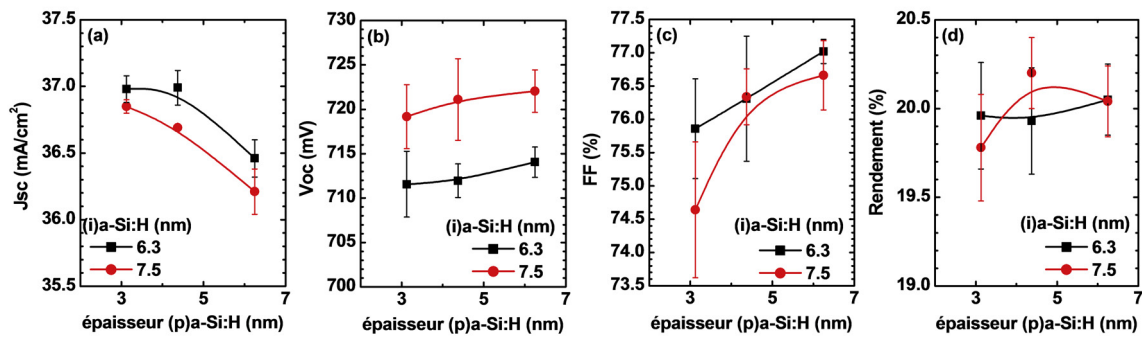 (a)
Jsc (mA/cm²)
37.5
37.0
36.5
36.0
35.5
(i)a-Si:H (nm)
6.3
7.5
3 5 7
épaisseur (p)a-Si:H (nm)
(b)
Voc (mV)
730
725
720
715
710
705
700
(i)a-Si:H (nm)
6.3
7.5
1 3 5 7
épaisseur (p)a-Si:H (nm)
(c)
FF (%)
77.5
77.0
76.5
76.0
75.5
75.0
74.5
74.0
73.5
(i)a-Si:H (nm)
6.3
7.5
1 3 5 7
épaisseur (p)a-Si:H (nm)
(d)
Rendement (%)
20.5
20.0
19.5
19.0
(i)a-Si:H (nm)
6.3
7.5
1 3 5 7
épaisseur (p)a-Si:H (nm)